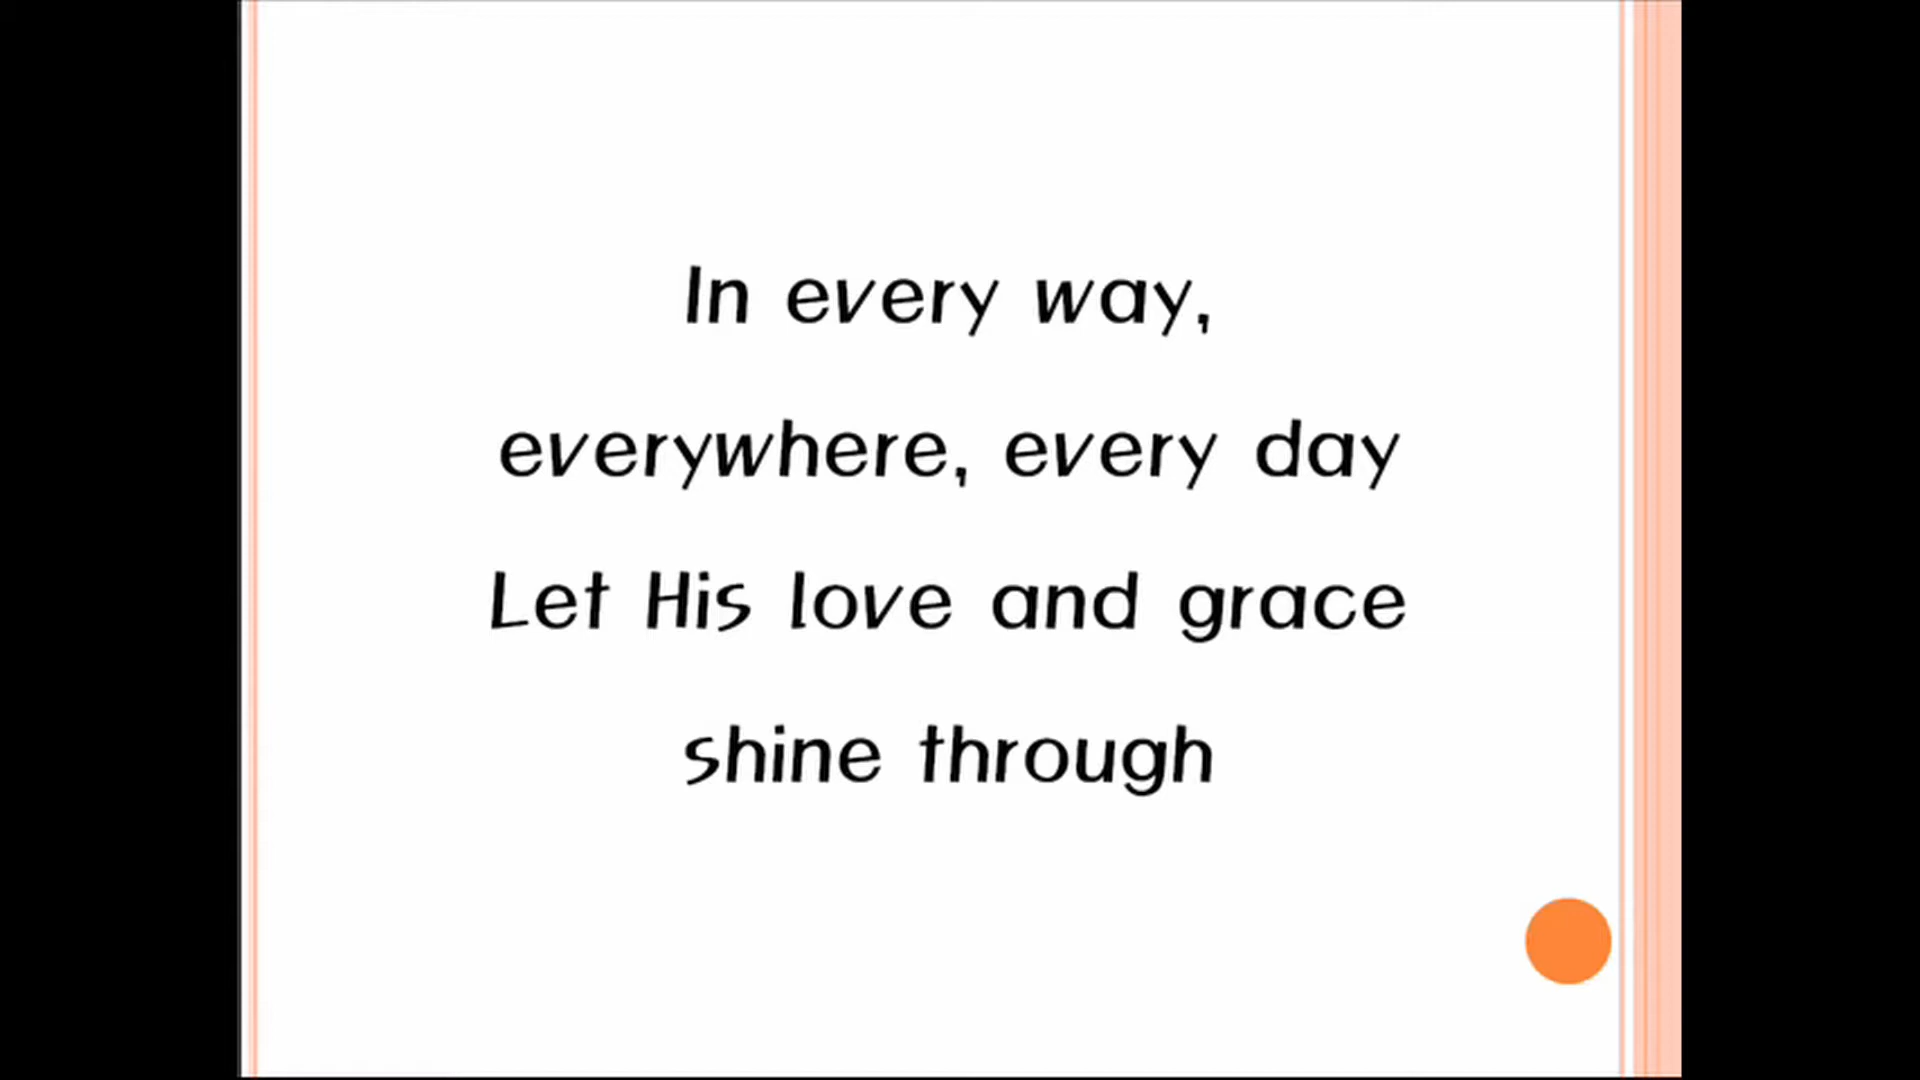 In every way,
everywhere, every day
Let His love and grace
shine through